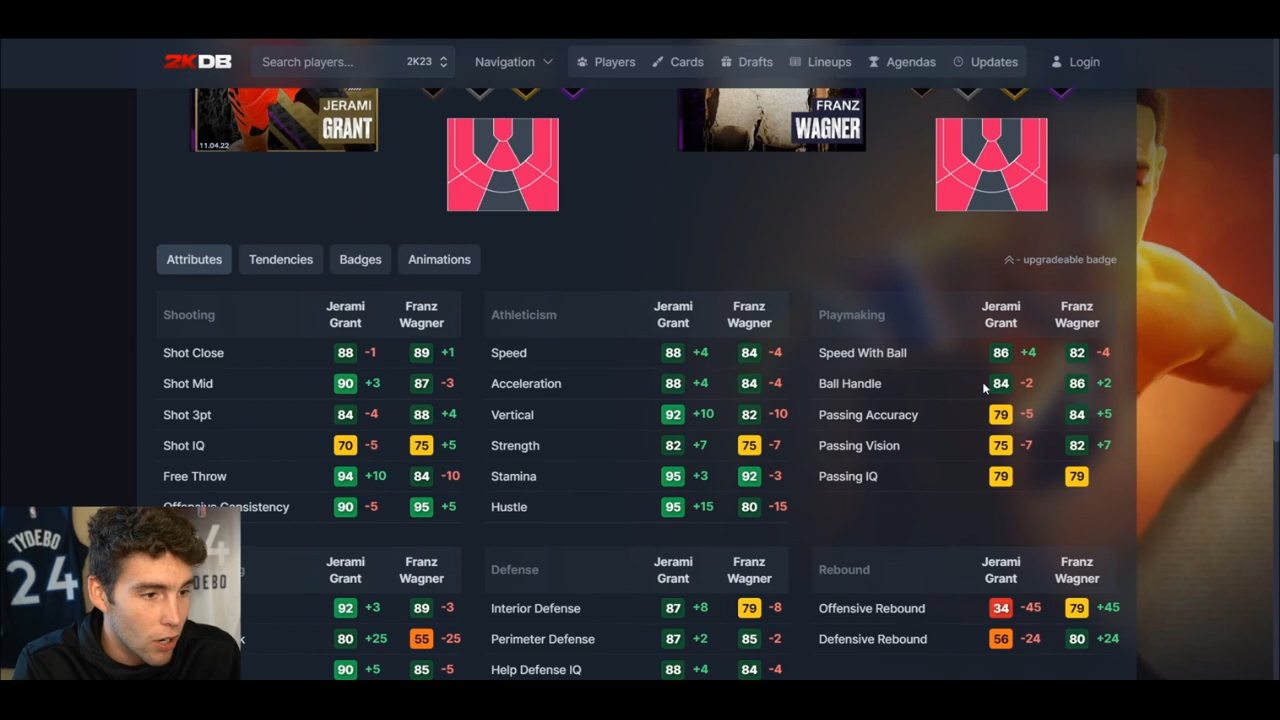 2KDB Search players... 2K23 Navigation Players Cards Drafts Lineups Agendas Updates Login
JERAMI
GRANT
11.04.22
FRANZ
WAGNER
Attributes Tendencies Badges Animations - upgradeable badge
Shooting Jerami Grant Franz Wagner
Shot Close 88 -1 89 +1
Shot Mid 90 +3 87 -3
Shot 3pt 84 -4 88 +4
Shot IQ 70 -5 75 +5
Free Throw 94 +10 84 -10
Offensive Consistency 90 -5 95 +5
Athleticism Jerami Grant Franz Wagner
Speed 88 +4 84 -4
Acceleration 88 +4 84 -4
Vertical 92 +10 82 -10
Strength 82 +7 75 -7
Stamina 95 +3 92 -3
Hustle 95 +15 80 -15
Playmaking Jerami Grant Franz Wagner
Speed With Ball 86 +4 82 -4
Ball Handle 84 -2 86 +2
Passing Accuracy 79 -5 84 +5
Passing Vision 75 -7 82 +7
Passing IQ 79 79
Jerami Grant Franz Wagner
92 +3 89 -3
80 +25 55 -25
90 +5 85 -5
Defense Jerami Grant Franz Wagner
Interior Defense 87 +8 79 -8
Perimeter Defense 87 +2 85 -2
Help Defense IQ 88 +4 84 -4
Rebound Jerami Grant Franz Wagner
Offensive Rebound 34 -45 79 +45
Defensive Rebound 56 -24 80 +24
TYDEBO
24
4
DEBO